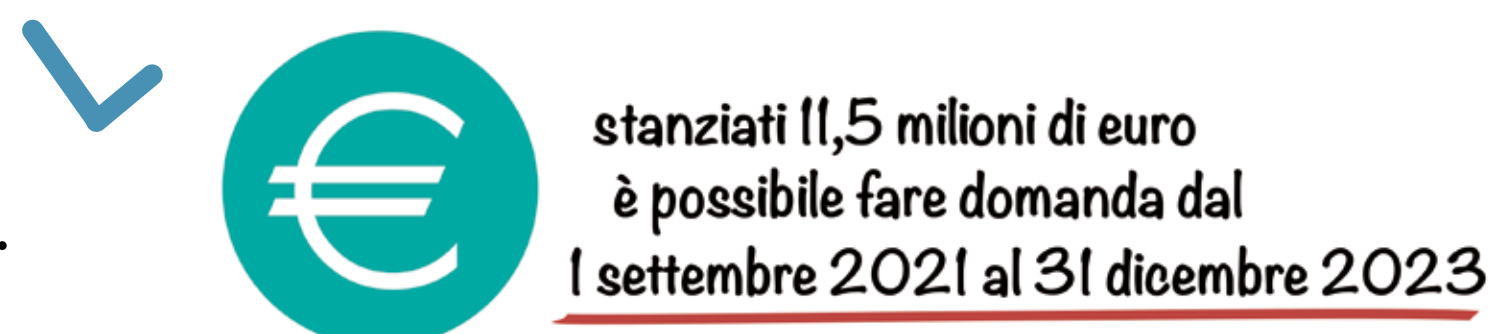 stanziati 11,5 milioni di euro
è possibile fare domanda dal
1 settembre 2021 al 31 dicembre 2023